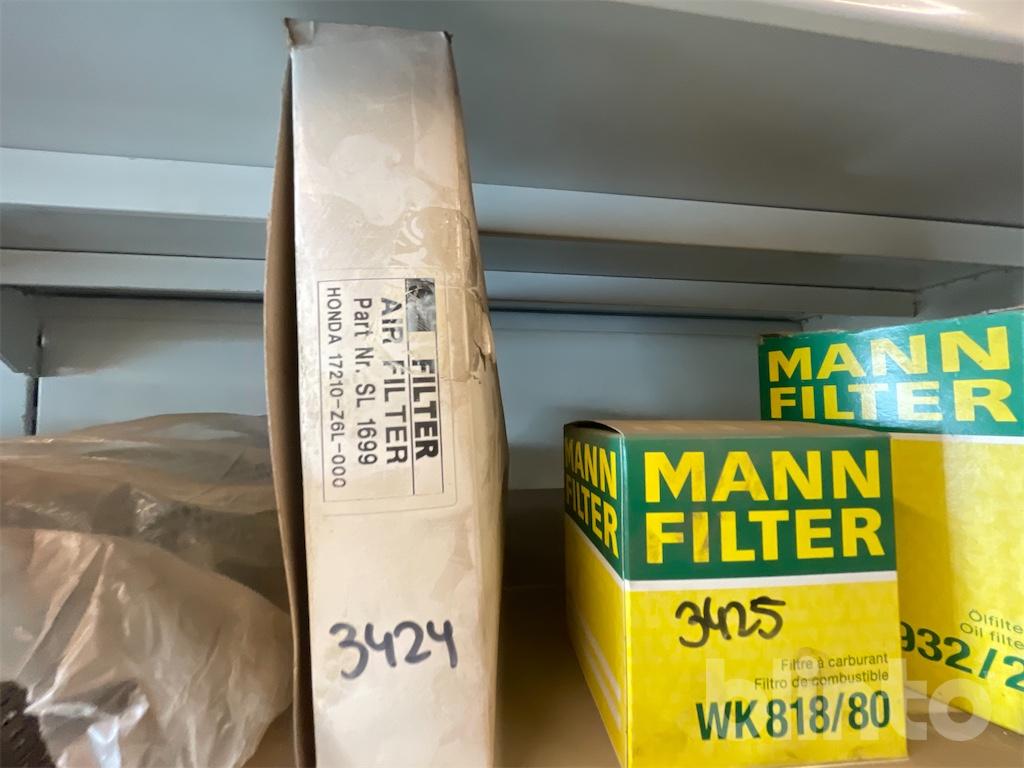 FILTER
AIR FILTER
Part Nr. SL 1699
HONDA 17210-Z6L-000
3424
MANN
FILTER
MANN
FILTER
3425
Filtre à carburant
Filtro de combustible
WK 818/80
MANN
FILTER
Ölfilte
Oil filte
932/2